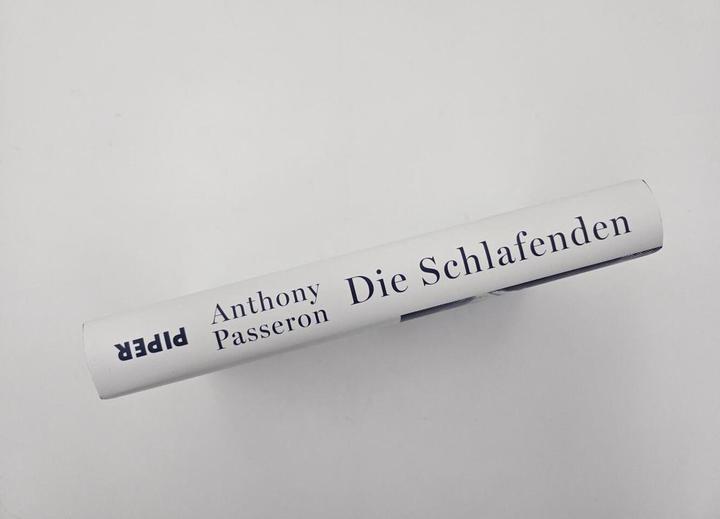 PIPER
Anthony
Passeron
Die Schlafenden